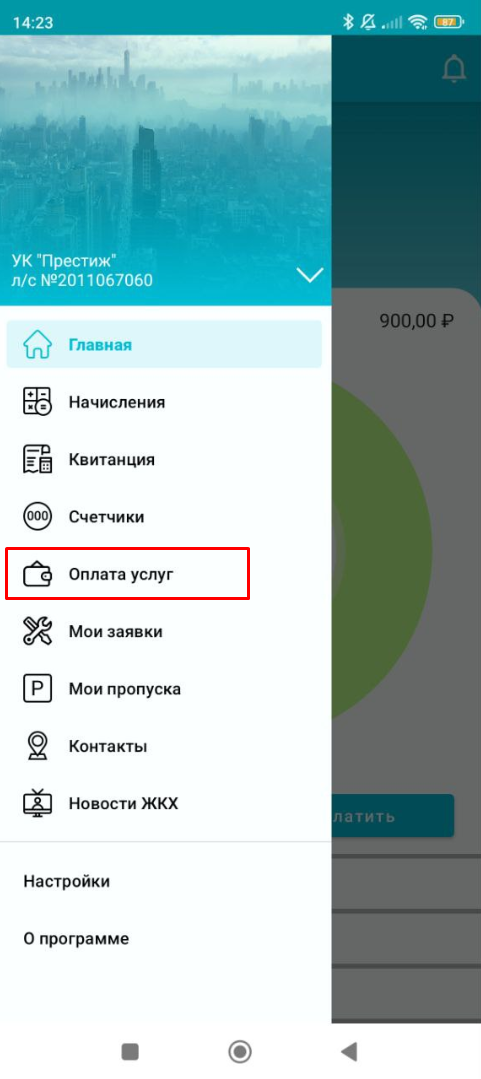 14:23
87
УК "Престиж"
л/с №2011067060
900,00 ₽
Главная
Начисления
Квитанция
000
Счетчики
Оплата услуг
Мои заявки
P
Мои пропуска
Контакты
Новости ЖКХ
латить
Настройки
О программе